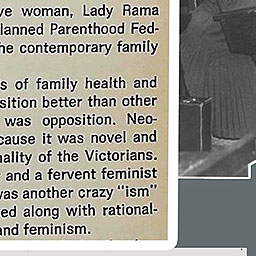 ve woman, Lady Rama
lanned Parenthood Fed-
he contemporary family
s of family health and
sition better than other
was opposition. Neo-
cause it was novel and
nality of the Victorians.
and a fervent feminist
was another crazy "ism"
ed along with rational-
and feminism.